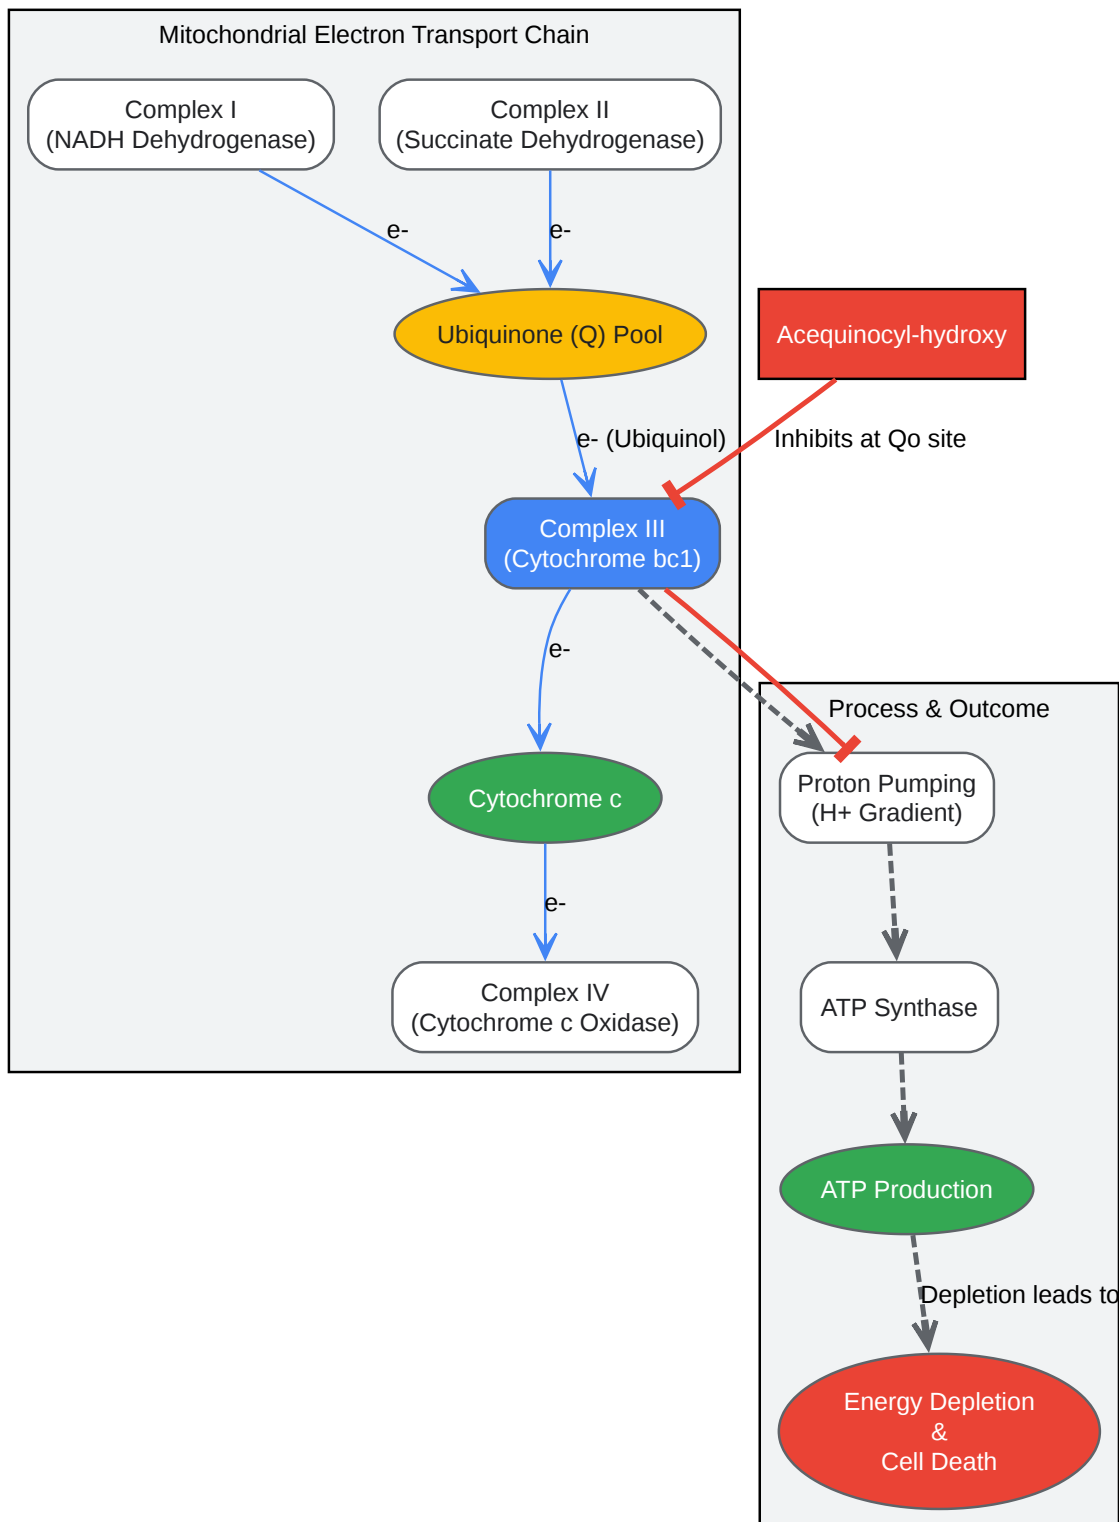 Mitochondrial Electron Transport Chain
Complex I
(NADH Dehydrogenase)
Complex II
(Succinate Dehydrogenase)
e-
e-
Ubiquinone (Q) Pool
Acequinocyl-hydroxy
e- (Ubiquinol)
Inhibits at Qo site
Complex III
(Cytochrome bc1)
e-
Process & Outcome
Cytochrome c
Proton Pumping
(H+ Gradient)
e-
Complex IV
(Cytochrome c Oxidase)
ATP Synthase
ATP Production
Depletion leads to
Energy Depletion
&
Cell Death